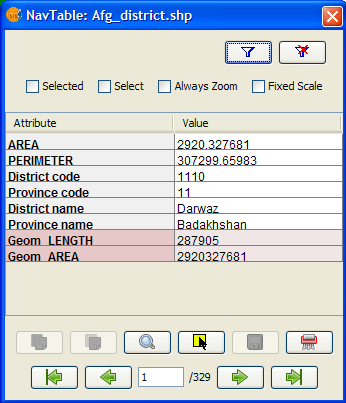 NavTable: Afg_district.shp
Selected Select Always Zoom Fixed Scale
Attribute Value
AREA 2920.327681
PERIMETER 307299.65983
District code 1110
Province code 11
District name Darwaz
Province name Badakhshan
Geom_LENGTH 287905
Geom_AREA 2920327681
1 /329